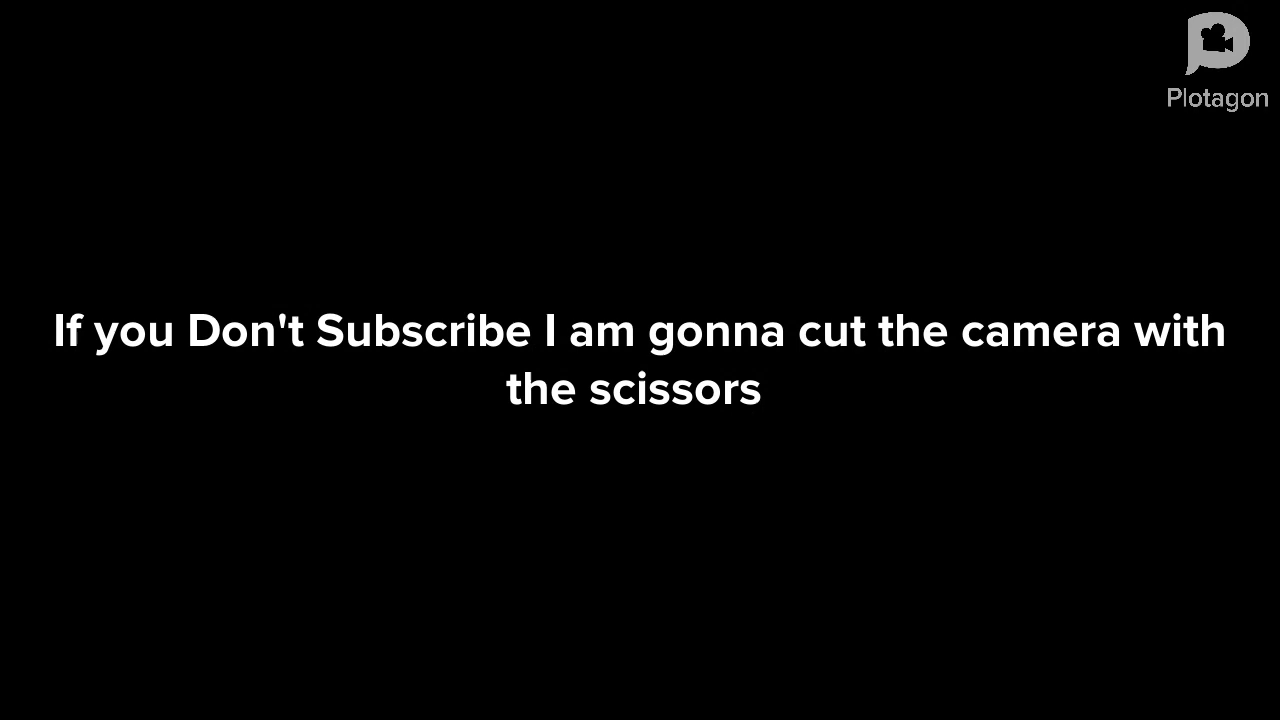 Plotagon
If you Don't Subscribe I am gonna cut the camera with
the scissors